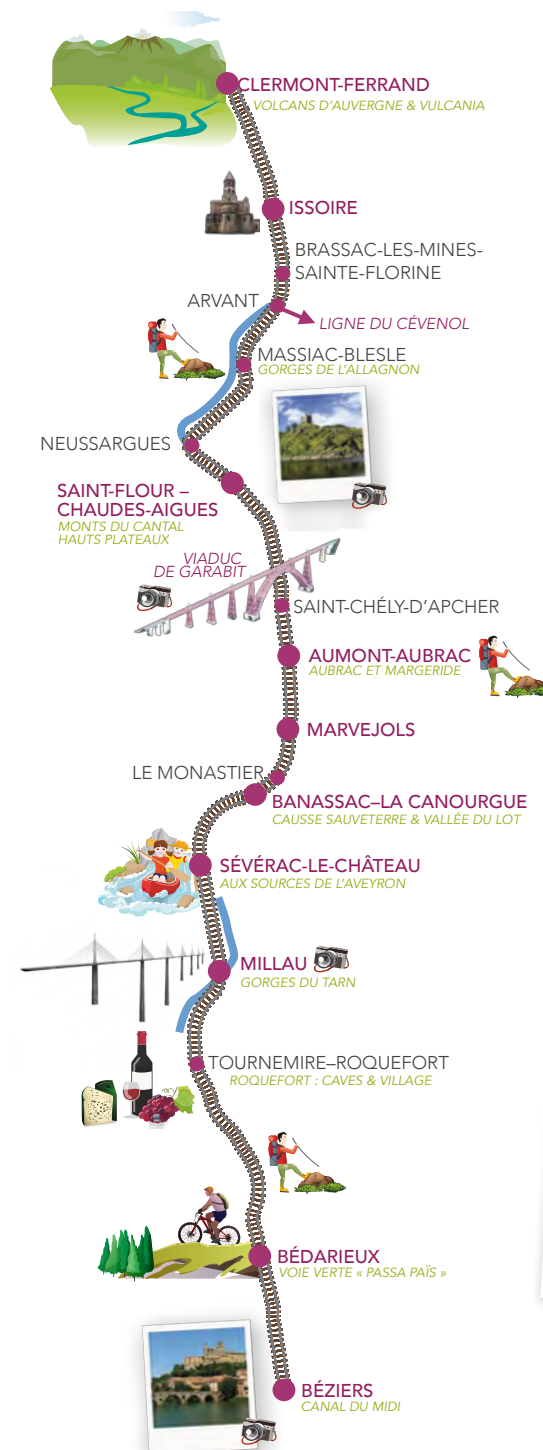 CLERMONT-FERRAND
VOLCANS D'AUVERGNE & VULCANIA
ISSOIRE
BRASSAC-LES-MINES-
SAINTE-FLORINE
ARVANT
LIGNE DU CÉVENOL
MASSIAC-BLESLE
GORGES DE L'ALLAGNON
NEUSSARGUES
SAINT-FLOUR –
CHAUDES-AIGUES
MONTS DU CANTAL
HAUTS PLATEAUX
VIADUC
DE GARABIT
SAINT-CHÉLY-D'APCHER
AUMONT-AUBRAC
AUBRAC ET MARGERIDE
MARVEJOLS
LE MONASTIER
BANASSAC–LA CANOURGUE
CAUSSE SAUVETERRE & VALLÉE DU LOT
SÉVÉRAC-LE-CHÂTEAU
AUX SOURCES DE L'AVEYRON
MILLAU
GORGES DU TARN
TOURNEMIRE–ROQUEFORT
ROQUEFORT : CAVES & VILLAGE
BÉDARIEUX
VOIE VERTE « PASSA PAÏS »
BÉZIERS
CANAL DU MIDI